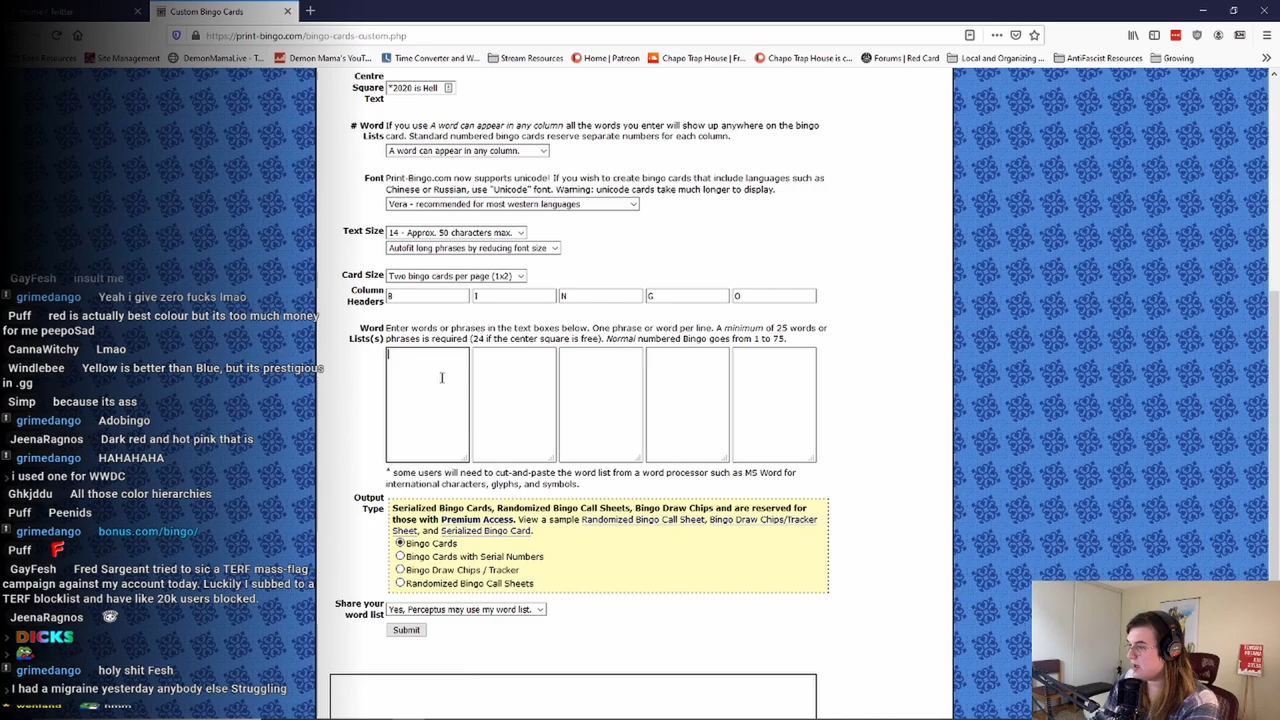 Home / Twitter
Custom Bingo Cards
https://print-bingo.com/bingo-cards-custom.php
Site Management
DemonMamaLive - T...
Demon Mama's YouT...
Time Converter and W...
Stream Resources
Home | Patreon
Chapo Trap House | Fr...
Chapo Trap House is c...
Forums | Red Card
Local and Organizing ...
AntiFascist Resources
Growing
Centre
Square
Text
*2020 is Hell
# Word
Lists
If you use A word can appear in any column all the words you enter will show up anywhere on the bingo
card. Standard numbered bingo cards reserve separate numbers for each column.
A word can appear in any column.
Font
Print-Bingo.com now supports unicode! If you wish to create bingo cards that include languages such as
Chinese or Russian, use "Unicode" font. Warning: unicode cards take much longer to display.
Vera - recommended for most western languages
Text Size
14 - Approx. 50 characters max.
Autofit long phrases by reducing font size
Card Size
Two bingo cards per page (1x2)
Column
Headers
B
I
N
G
O
Word
Lists(s)
Enter words or phrases in the text boxes below. One phrase or word per line. A minimum of 25 words or
phrases is required (24 if the center square is free). Normal numbered Bingo goes from 1 to 75.
* some users will need to cut-and-paste the word list from a word processor such as MS Word for
international characters, glyphs, and symbols.
Output
Type
Serialized Bingo Cards, Randomized Bingo Call Sheets, Bingo Draw Chips and are reserved for
those with Premium Access. View a sample Randomized Bingo Call Sheet, Bingo Draw Chips/Tracker
Sheet, and Serialized Bingo Card.
Bingo Cards
Bingo Cards with Serial Numbers
Bingo Draw Chips / Tracker
Randomized Bingo Call Sheets
Share your
word list
Yes, Perceptus may use my word list.
Submit
GayFesh insult me
grimedango Yeah i give zero fucks lmao
Puff red is actually best colour but its too much money
for me peepoSad
CannaWitchy Lmao
Windlebee Yellow is better than Blue, but its prestigious
in .gg
Simp because its ass
grimedango Adobingo
JeenaRagnos Dark red and hot pink that is
grimedango HAHAHAHA
i used one for WWDC
Ghkjddu All those color hierarchies
Puff Peenids
grimedango bonus.com/bingo/
Puff F
GayFesh Fred Sargeant tried to sic a TERF mass-flag
campaign against my account today. Luckily I subbed to a
TERF blocklist and have like 20k users blocked.
JeenaRagnos
DICKS
grimedango holy shit Fesh
I had a migraine yesterday anybody else Struggling
wenland hmm